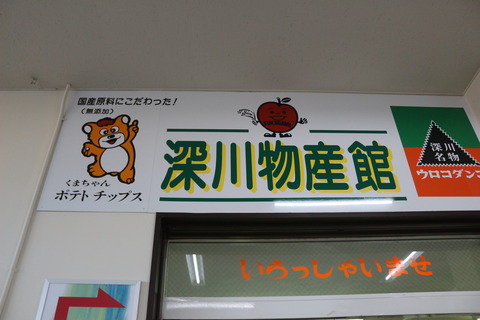 国産原料にこだわった!
(無添加)
くまちゃん
ポテトチップス
深川物産館
深川
名物
ウロコダンゴ
いらっしゃいませ